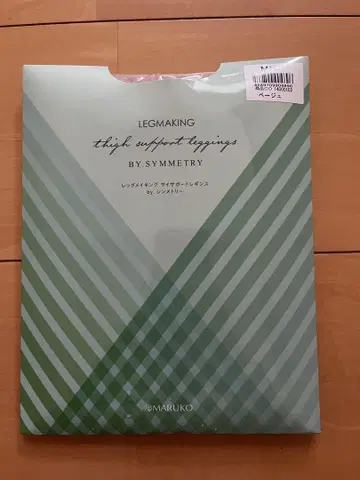 LEGMAKING
thigh support leggings
BY.SYMMETRY
レッグメイキング サイサポートレギンス
by シンメトリー
ベージュ
MARUKO